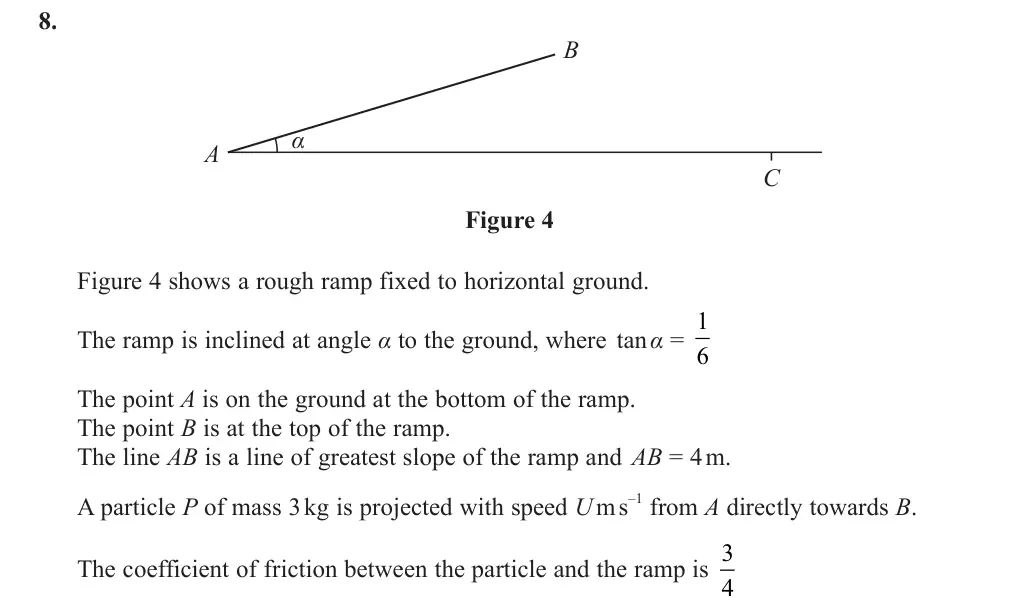 8.
B
α
A
C
Figure 4
Figure 4 shows a rough ramp fixed to horizontal ground.
The ramp is inclined at angle α to the ground, where tan α = 1/6
The point A is on the ground at the bottom of the ramp.
The point B is at the top of the ramp.
The line AB is a line of greatest slope of the ramp and AB = 4 m.
A particle P of mass 3 kg is projected with speed U m s⁻¹ from A directly towards B.
The coefficient of friction between the particle and the ramp is 3/4